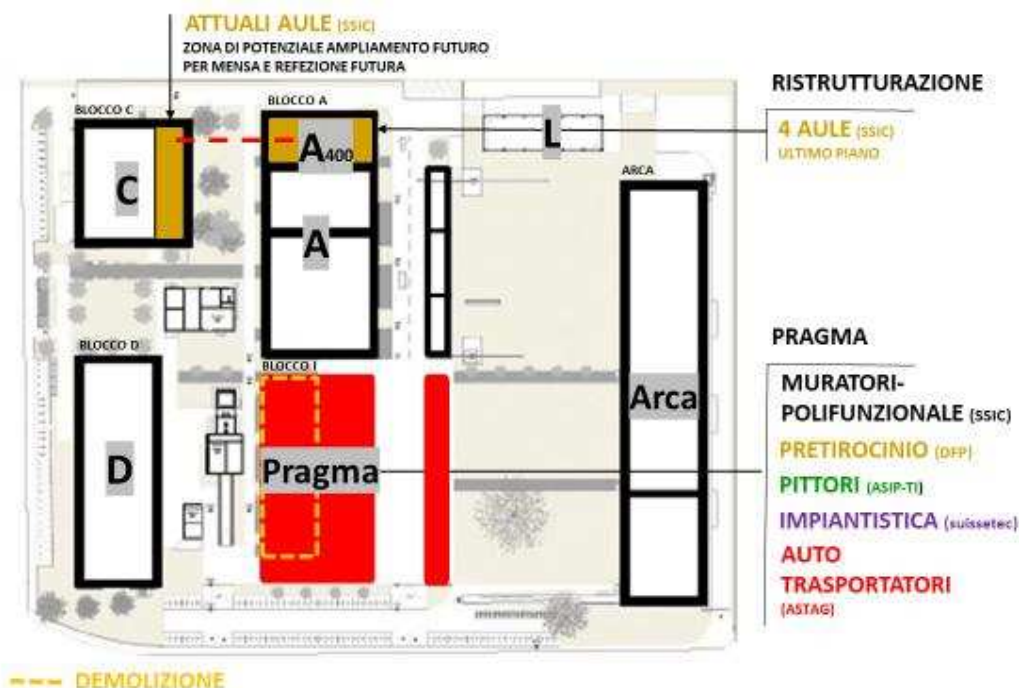 ATTUALI AULE (SSIC)
ZONA DI POTENZIALE AMPLIAMENTO FUTURO
PER MENSA E REFEZIONE FUTURA
BLOCCO C
BLOCCO A
RISTRUTTURAZIONE
4 AULE (SSIC)
ULTIMO PIANO
L
A400
ARCA
C
A
BLOCCO D
BLOCCO I
PRAGMA
MURATORI-
POLIFUNZIONALE (SSIC)
Arca
D
Pragma
PRETIROCINIO (DFP)
PITTORI (ASIP-TI)
IMPIANTISTICA (suissetec)
AUTO
TRASPORTATORI
(ASTAG)
DEMOLIZIONE